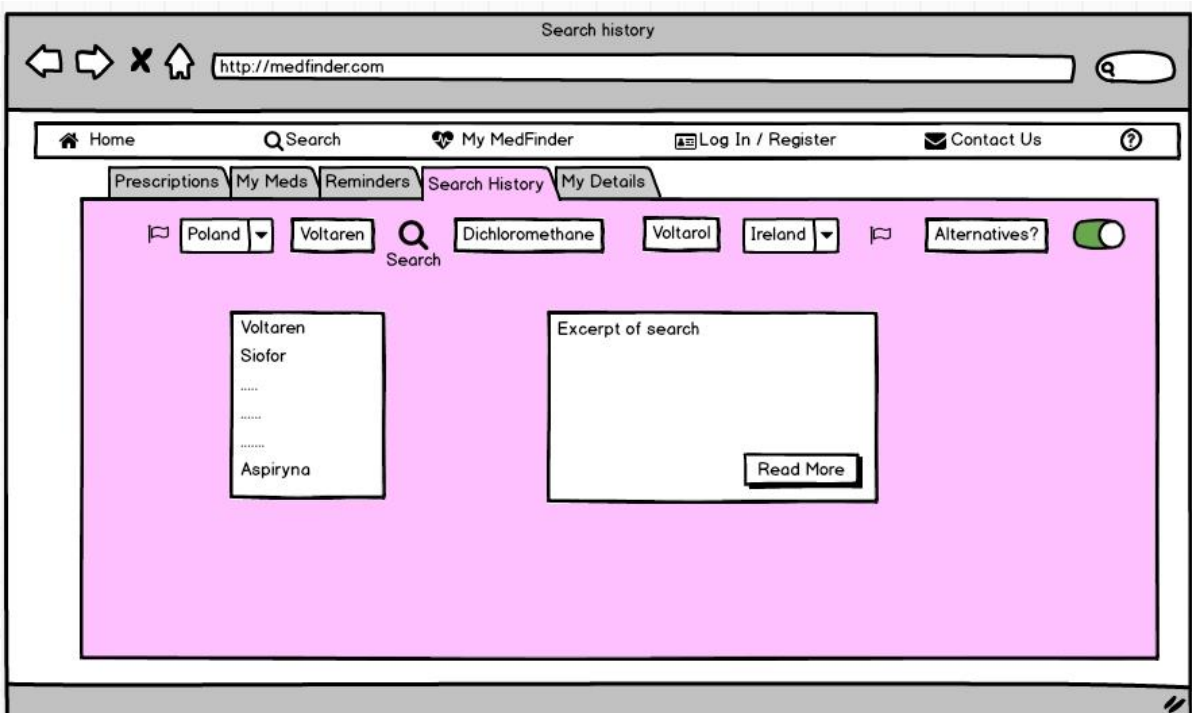 Search history
http://medfinder.com
Home Search My MedFinder Log In / Register Contact Us ?
Prescriptions My Meds Reminders Search History My Details
Poland Voltaren Search Dichloromethane Voltarol Ireland Alternatives?
Voltaren
Siofor
.....
......
.......
Aspiryna
Excerpt of search
Read More